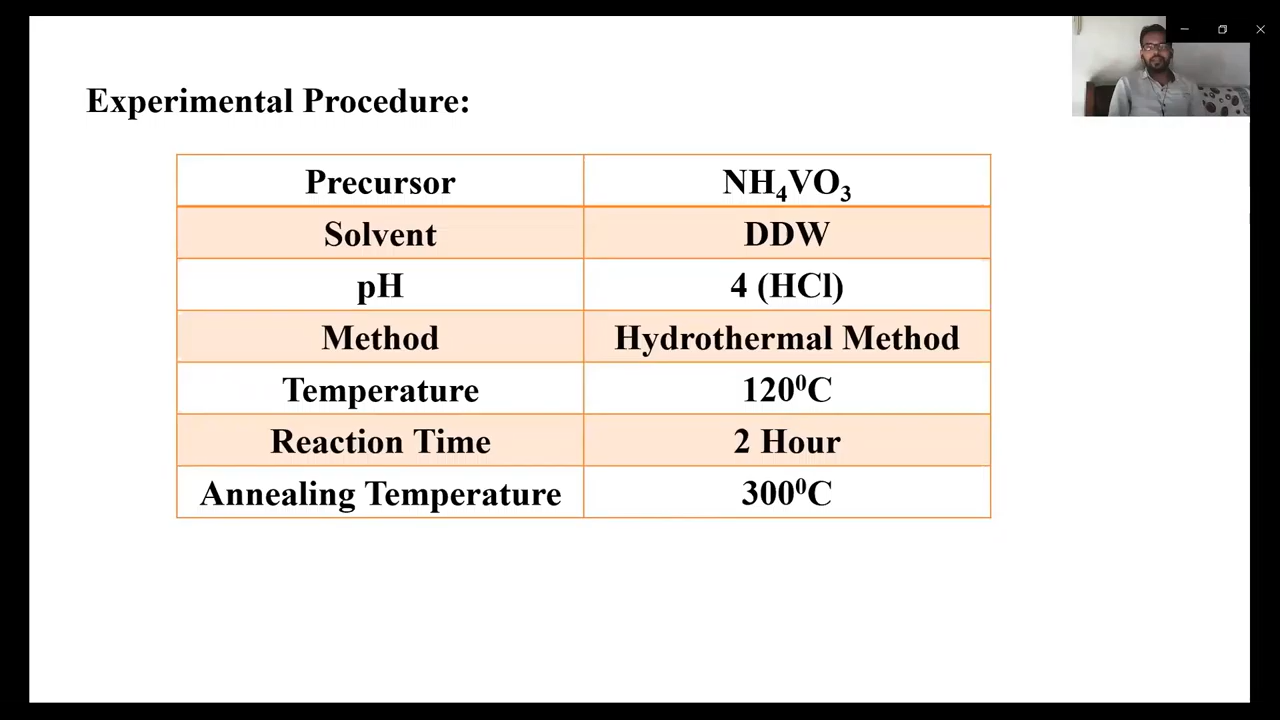 Experimental Procedure:
Precursor NH₄VO₃
Solvent DDW
pH 4 (HCl)
Method Hydrothermal Method
Temperature 120⁰C
Reaction Time 2 Hour
Annealing Temperature 300⁰C